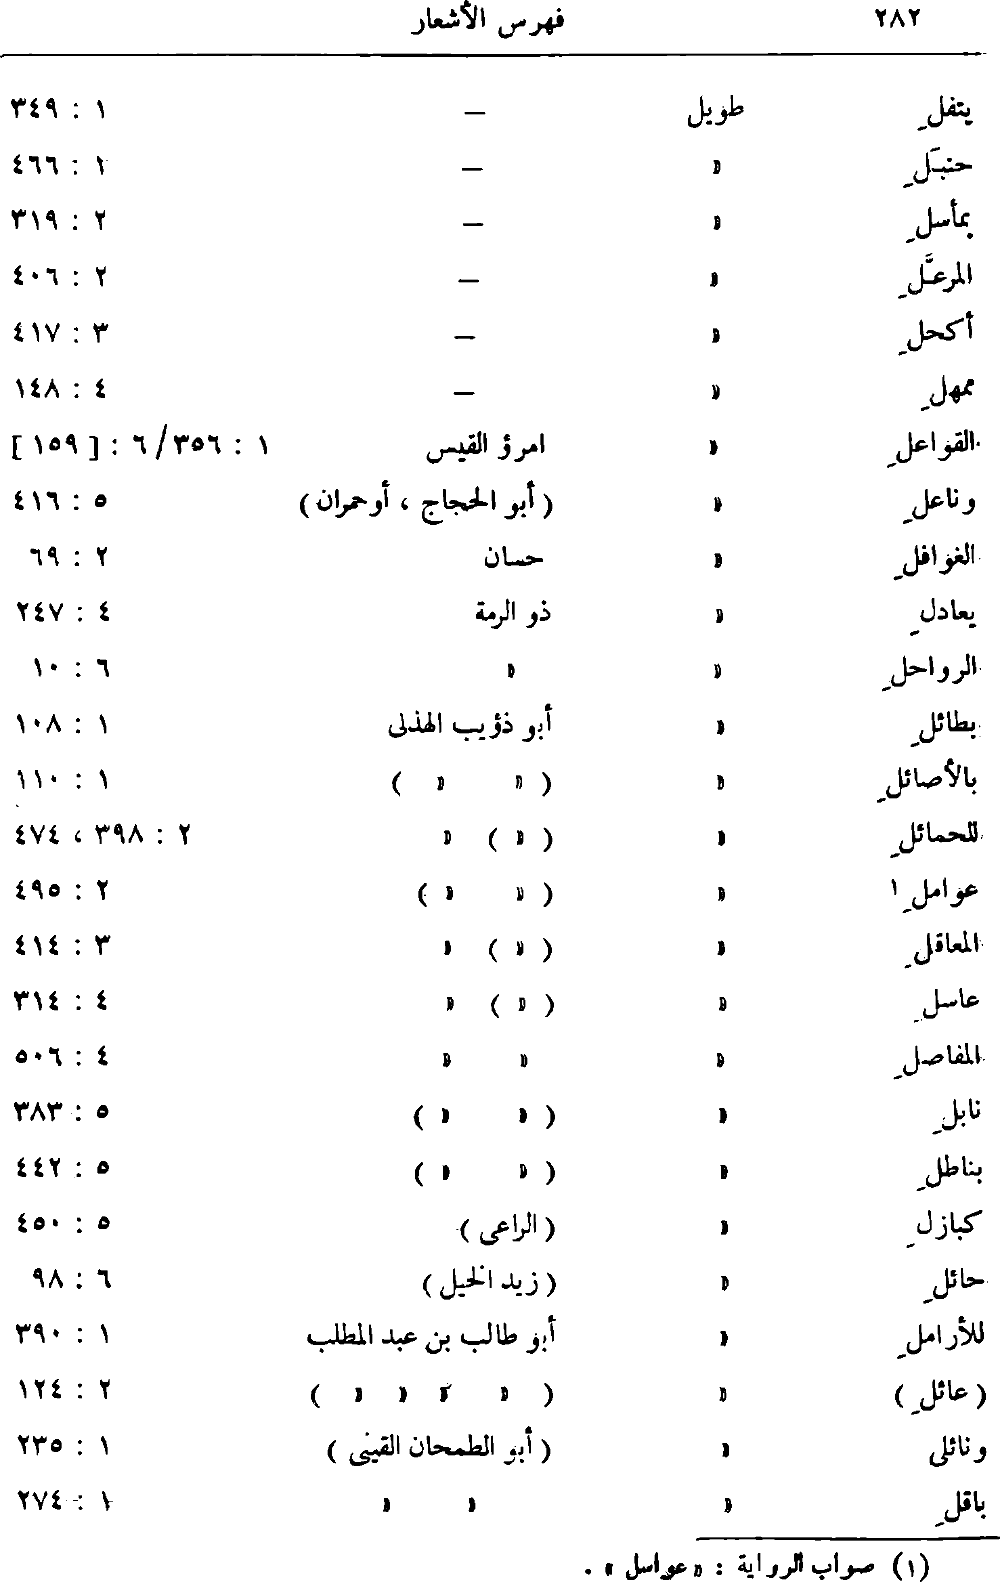 ٢٨٢ فهرس الأشعار
يتفلِ طويل — ١ : ٣٤٩
حنبَلِ » — ١ : ٤٦٦
بمأسلِ » — ٢ : ٣١٩
المرعَّلِ » — ٢ : ٤٠٦
أكحلِ » — ٣ : ٤١٧
ممهلِ » — ٤ : ١٤٨
القواعلِ » امرؤ القيس ١ : ٣٥٦/ ٦ : [ ١٥٩ ]
وناعلِ » ( أبو الحجاج ، أوحمران ) ٥ : ٤١٦
الغوافلِ » حسان ٢ : ٦٩
يعادلِ » ذو الرمة ٤ : ٢٤٧
الرواحلِ » » ٦ : ١٠
بطائلِ » أبو ذؤيب الهذلى ١ : ١٠٨
بالأصائلِ » ( » » ) ١ : ١١٠
للحمائلِ » ( » ) » ٢ : ٣٩٨ ، ٤٧٤
عواملِ ١ » ( » » ) ٢ : ٤٩٥
المعاقلِ » ( » ) » ٣ : ٤١٤
عاسلِ » ( » ) » ٤ : ٣١٤
المفاصلِ » » » ٤ : ٥٠٦
نابلِ » ( » » ) ٥ : ٣٨٣
بناطلِ » ( » » ) ٥ : ٤٤٢
كبازلِ » ( الراعى ) ٥ : ٤٥٠
حائلِ » ( زيد الخيل ) ٦ : ٩٨
للأراملِ » أبو طالب بن عبد المطلب ١ : ٣٩٠
( عائلِ ) » ( » » » » ) ٢ : ١٢٤
ونائلى » ( أبو الطمحان القينى ) ١ : ٢٣٥
باقلِ » » » ١ : ٢٧٤
(١) صواب الرواية : « عواسل » .